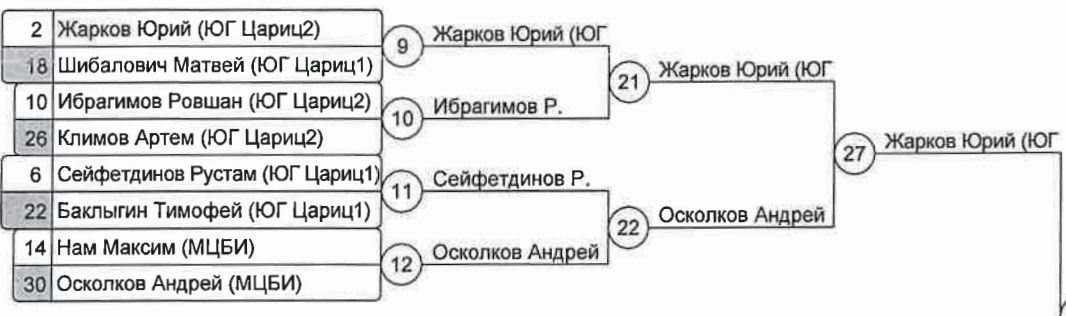 2 Жарков Юрий (ЮГ Цариц2)
18 Шибалович Матвей (ЮГ Цариц1)
10 Ибрагимов Ровшан (ЮГ Цариц2)
26 Климов Артем (ЮГ Цариц2)
6 Сейфетдинов Рустам (ЮГ Цариц1)
22 Баклыгин Тимофей (ЮГ Цариц1)
14 Нам Максим (МЦБИ)
30 Осколков Андрей (МЦБИ)
9 Жарков Юрий (ЮГ
10 Ибрагимов Р.
11 Сейфетдинов Р.
12 Осколков Андрей
21 Жарков Юрий (ЮГ
22 Осколков Андрей
27 Жарков Юрий (ЮГ